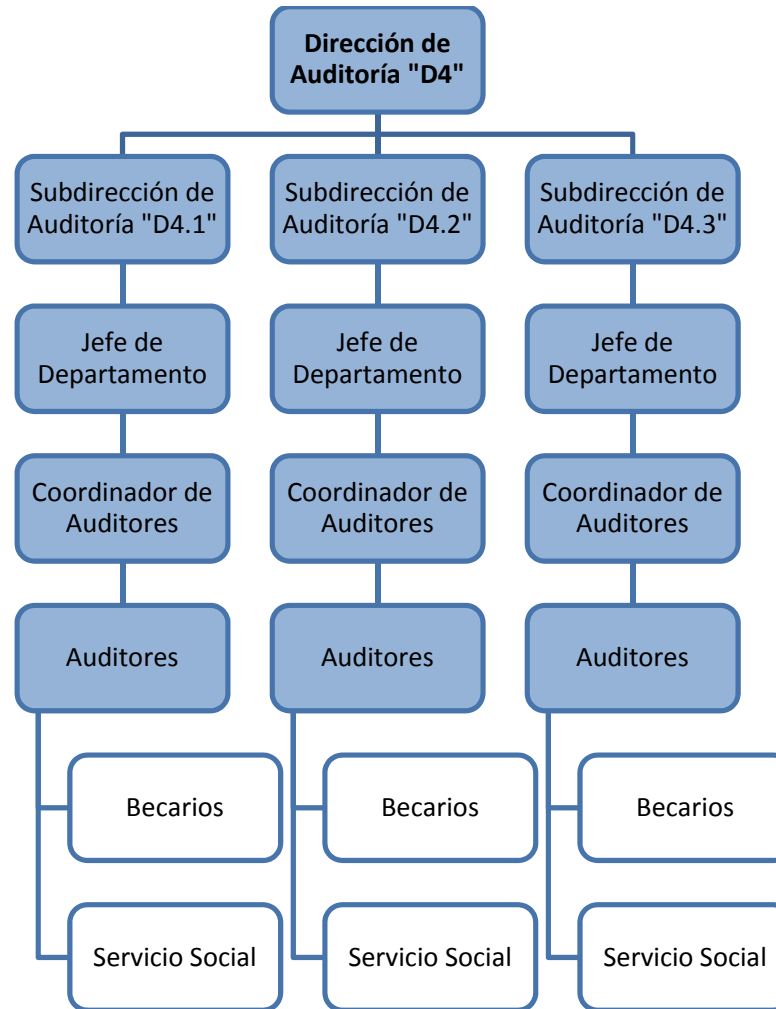 Dirección de
Auditoría "D4"
Subdirección de
Auditoría "D4.1"
Subdirección de
Auditoría "D4.2"
Subdirección de
Auditoría "D4.3"
Jefe de
Departamento
Jefe de
Departamento
Jefe de
Departamento
Coordinador de
Auditores
Coordinador de
Auditores
Coordinador de
Auditores
Auditores
Auditores
Auditores
Becarios
Becarios
Becarios
Servicio Social
Servicio Social
Servicio Social